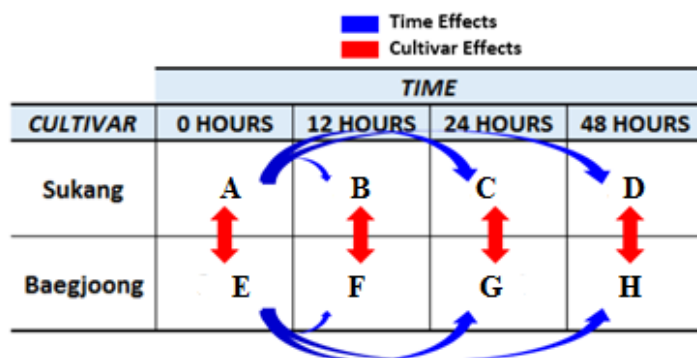 Time Effects
Cultivar Effects
TIME
CULTIVAR 0 HOURS 12 HOURS 24 HOURS 48 HOURS
Sukang A B C D
Baegjoong E F G H